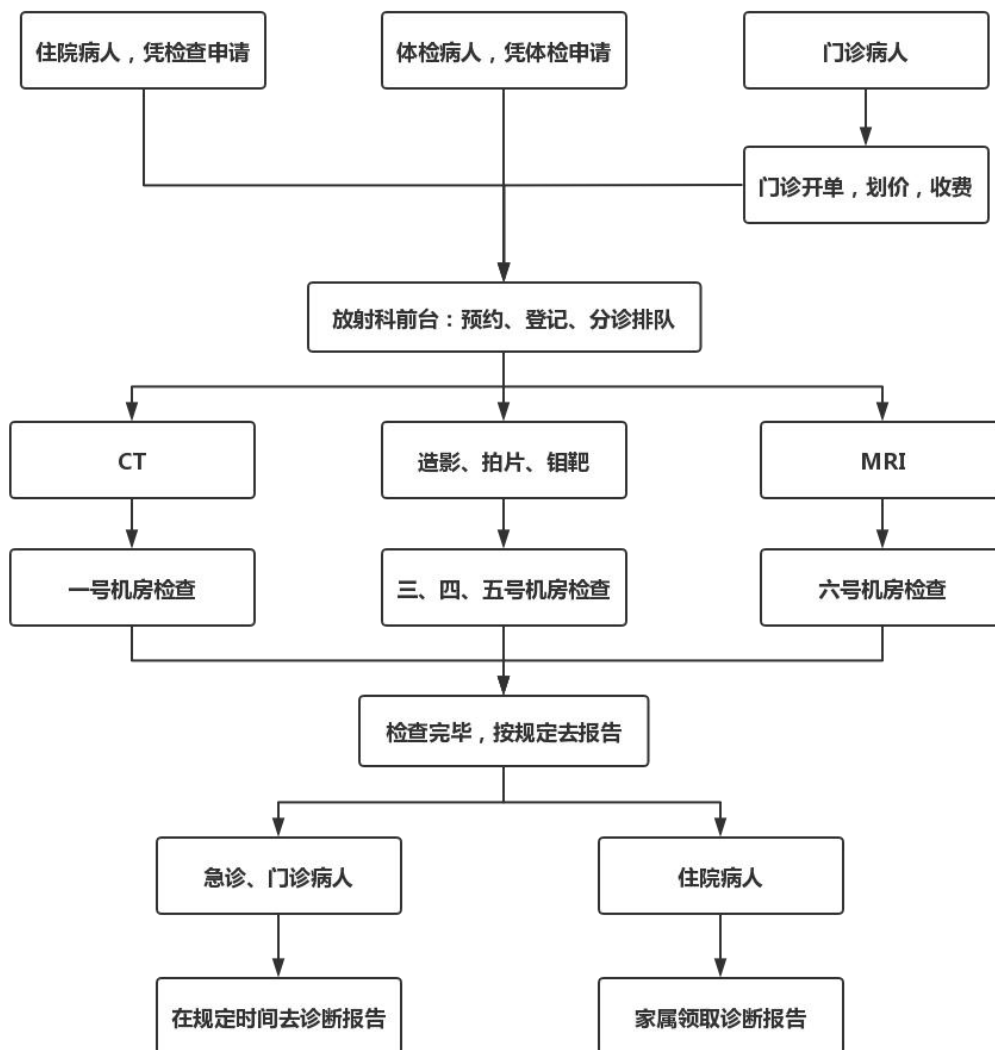 住院病人，凭检查申请
体检病人，凭体检申请
门诊病人
门诊开单，划价，收费
放射科前台：预约、登记、分诊排队
CT
造影、拍片、钼靶
MRI
一号机房检查
三、四、五号机房检查
六号机房检查
检查完毕，按规定去报告
急诊、门诊病人
住院病人
在规定时间去诊断报告
家属领取诊断报告